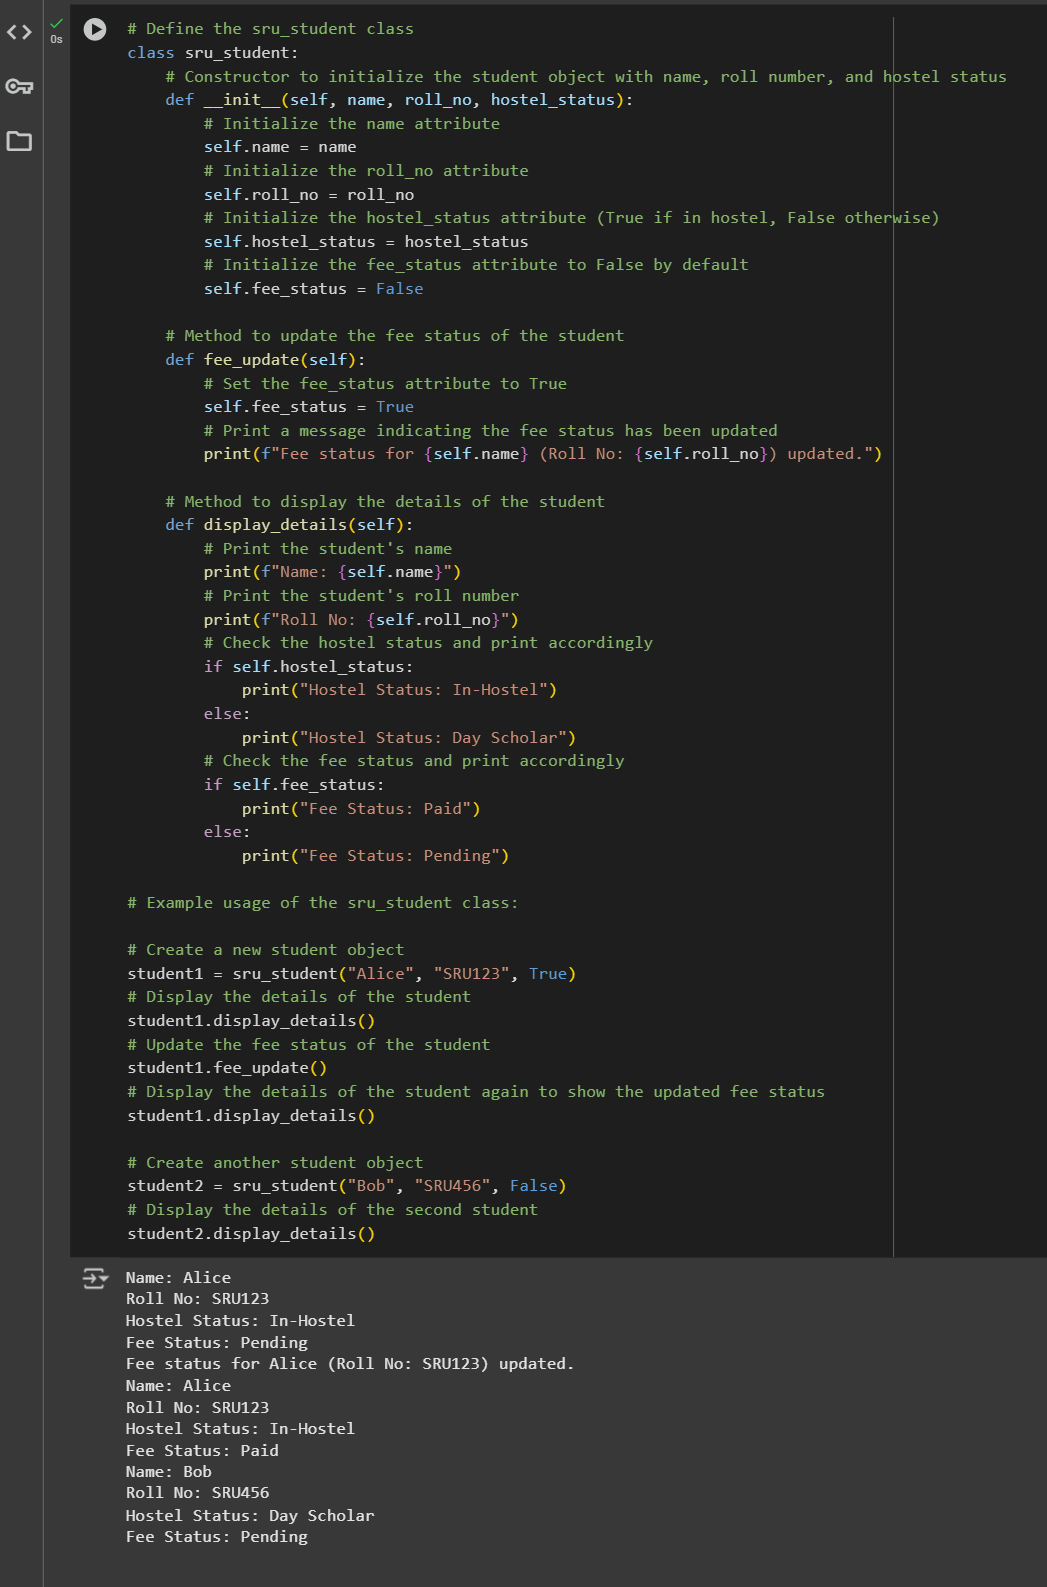 # Define the sru_student class
class sru_student:
    # Constructor to initialize the student object with name, roll number, and hostel status
    def __init__(self, name, roll_no, hostel_status):
        # Initialize the name attribute
        self.name = name
        # Initialize the roll_no attribute
        self.roll_no = roll_no
        # Initialize the hostel_status attribute (True if in hostel, False otherwise)
        self.hostel_status = hostel_status
        # Initialize the fee_status attribute to False by default
        self.fee_status = False

    # Method to update the fee status of the student
    def fee_update(self):
        # Set the fee_status attribute to True
        self.fee_status = True
        # Print a message indicating the fee status has been updated
        print(f"Fee status for {self.name} (Roll No: {self.roll_no}) updated.")

    # Method to display the details of the student
    def display_details(self):
        # Print the student's name
        print(f"Name: {self.name}")
        # Print the student's roll number
        print(f"Roll No: {self.roll_no}")
        # Check the hostel status and print accordingly
        if self.hostel_status:
            print("Hostel Status: In-Hostel")
        else:
            print("Hostel Status: Day Scholar")
        # Check the fee status and print accordingly
        if self.fee_status:
            print("Fee Status: Paid")
        else:
            print("Fee Status: Pending")

# Example usage of the sru_student class:

# Create a new student object
student1 = sru_student("Alice", "SRU123", True)
# Display the details of the student
student1.display_details()
# Update the fee status of the student
student1.fee_update()
# Display the details of the student again to show the updated fee status
student1.display_details()

# Create another student object
student2 = sru_student("Bob", "SRU456", False)
# Display the details of the second student
student2.display_details()
0s
Name: Alice
Roll No: SRU123
Hostel Status: In-Hostel
Fee Status: Pending
Fee status for Alice (Roll No: SRU123) updated.
Name: Alice
Roll No: SRU123
Hostel Status: In-Hostel
Fee Status: Paid
Name: Bob
Roll No: SRU456
Hostel Status: Day Scholar
Fee Status: Pending